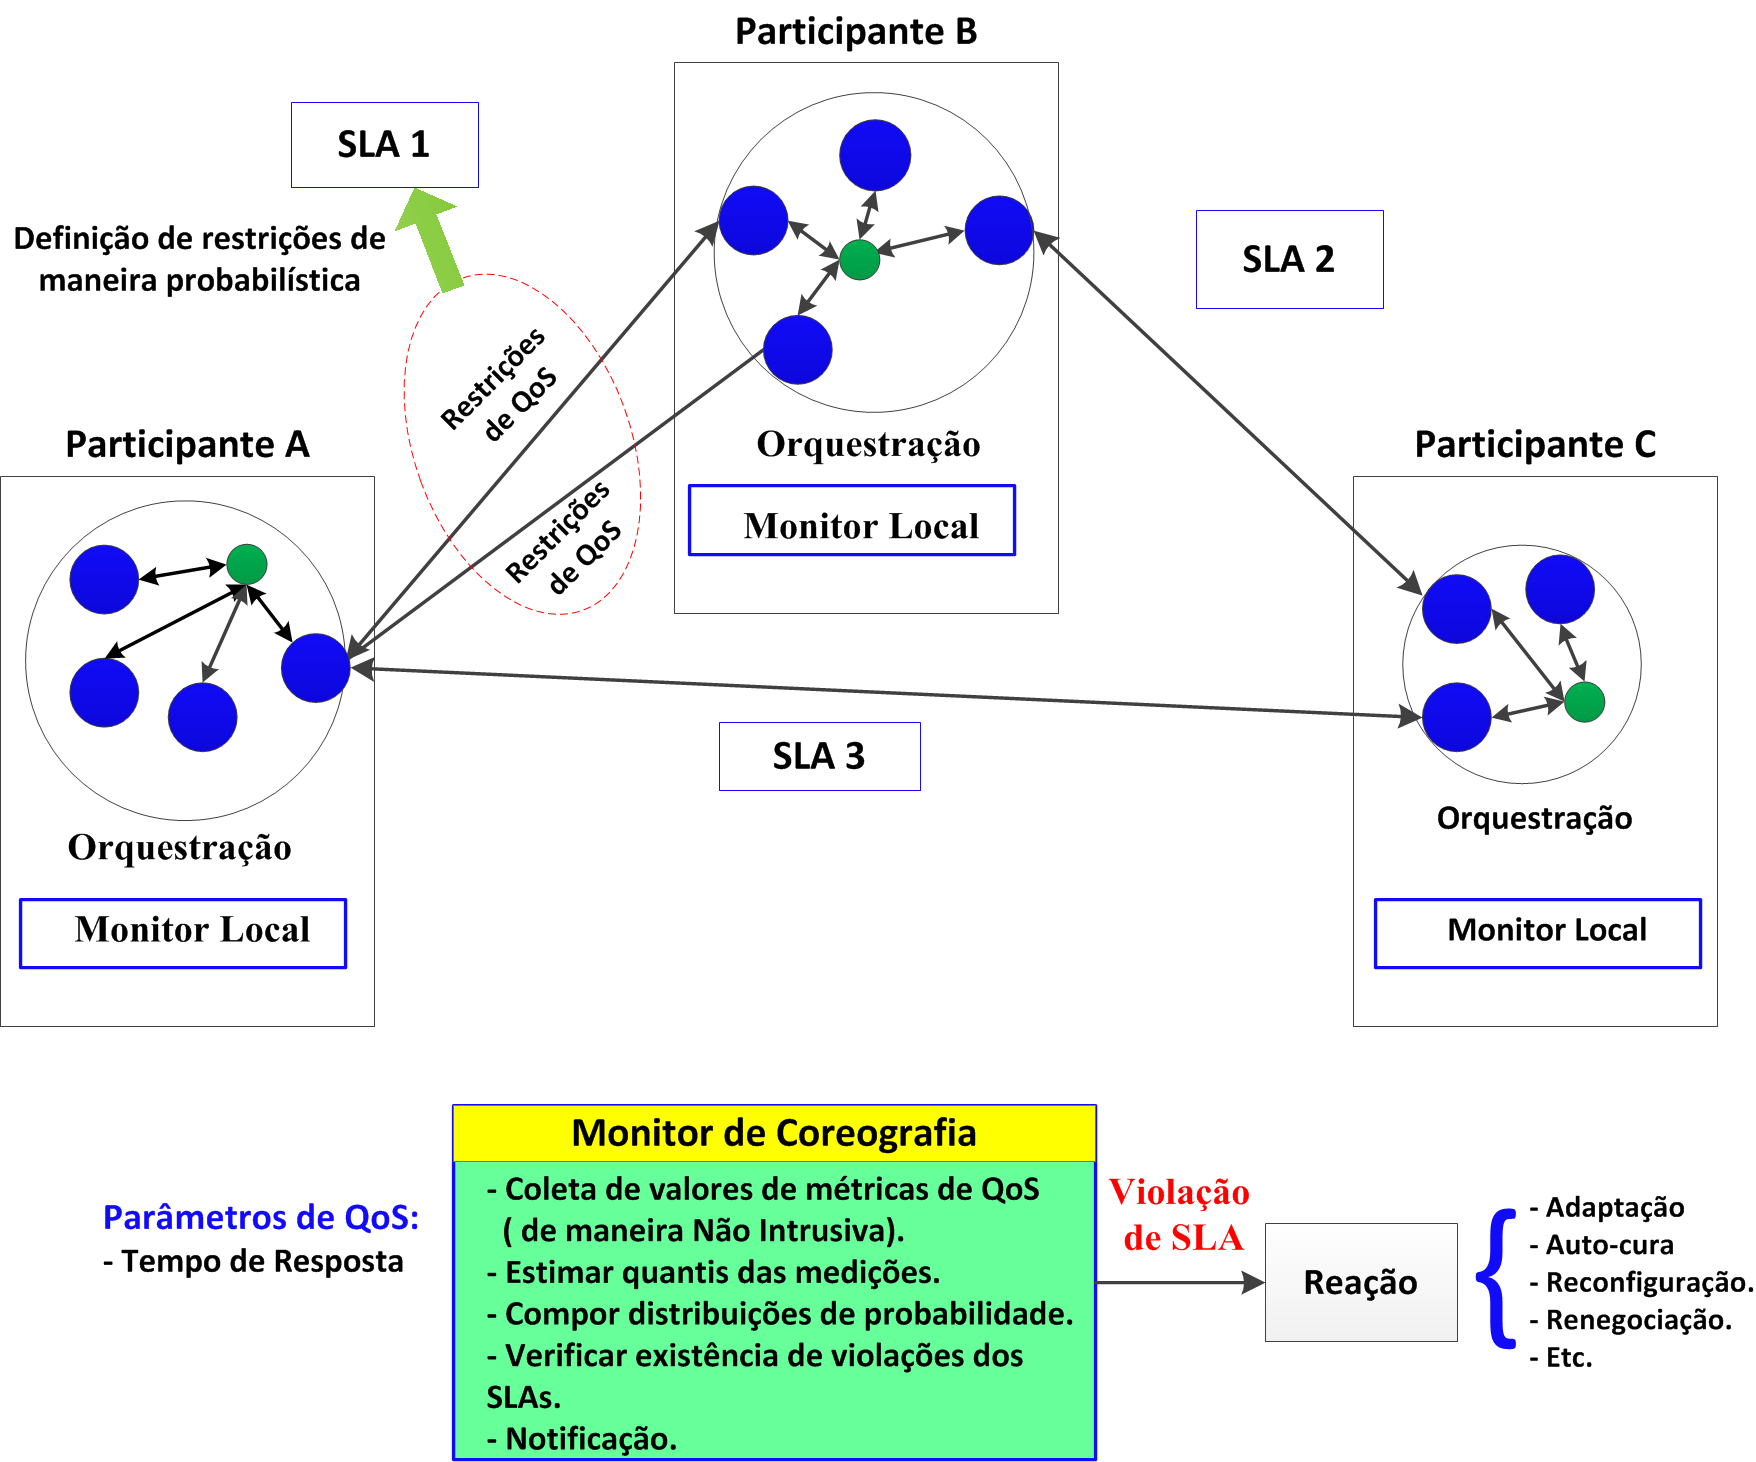 Participante B
SLA 1
Definição de restrições de
maneira probabilística
SLA 2
Restrições
de QoS
Restrições
de QoS
Orquestração
Monitor Local
Participante A
Orquestração
Monitor Local
Participante C
Orquestração
Monitor Local
SLA 3
Monitor de Coreografia
- Coleta de valores de métricas de QoS
( de maneira Não Intrusiva).
- Estimar quantis das medições.
- Compor distribuições de probabilidade.
- Verificar existência de violações dos
SLAs.
- Notificação.
Parâmetros de QoS:
- Tempo de Resposta
Violação
de SLA
Reação
{
- Adaptação
- Auto-cura
- Reconfiguração.
- Renegociação.
- Etc.